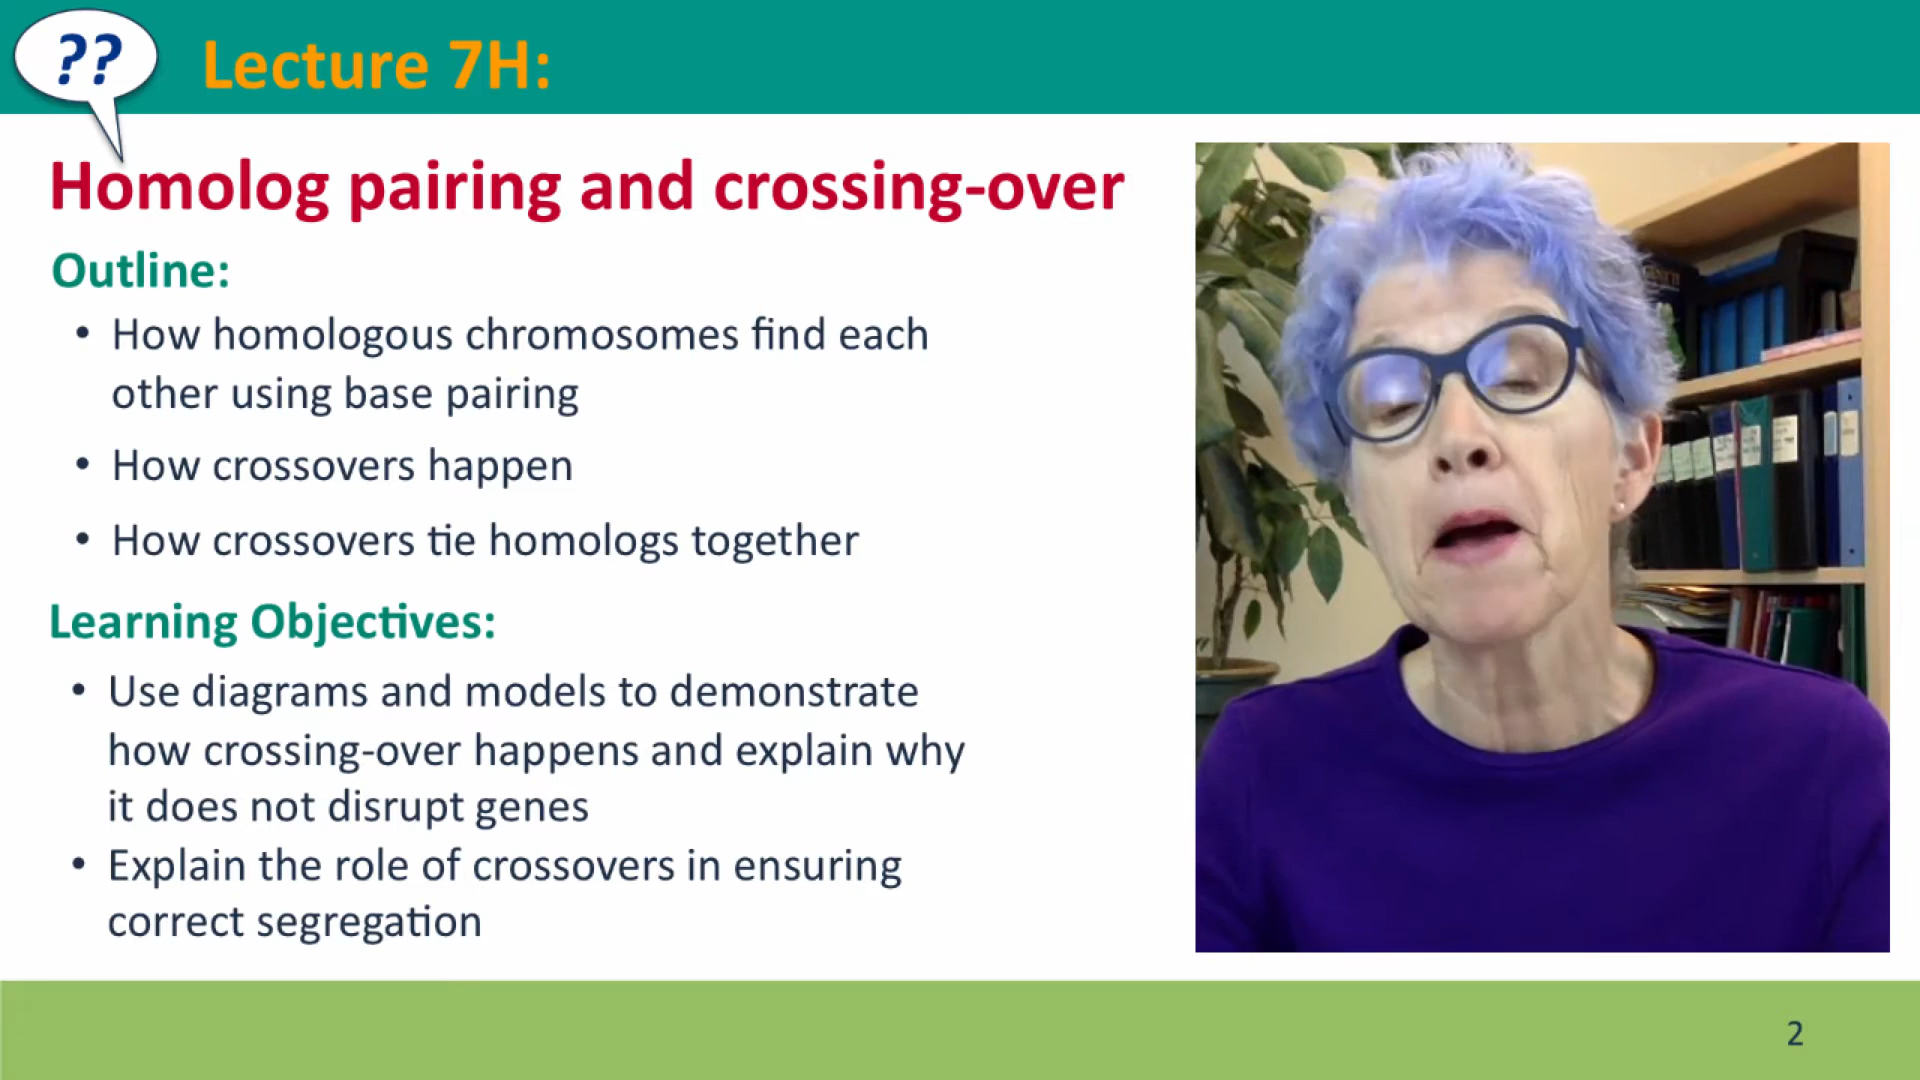 ??
Lecture 7H:
Homolog pairing and crossing-over
Outline:
• How homologous chromosomes find each
other using base pairing
• How crossovers happen
• How crossovers tie homologs together
Learning Objectives:
• Use diagrams and models to demonstrate
how crossing-over happens and explain why
it does not disrupt genes
• Explain the role of crossovers in ensuring
correct segregation
2